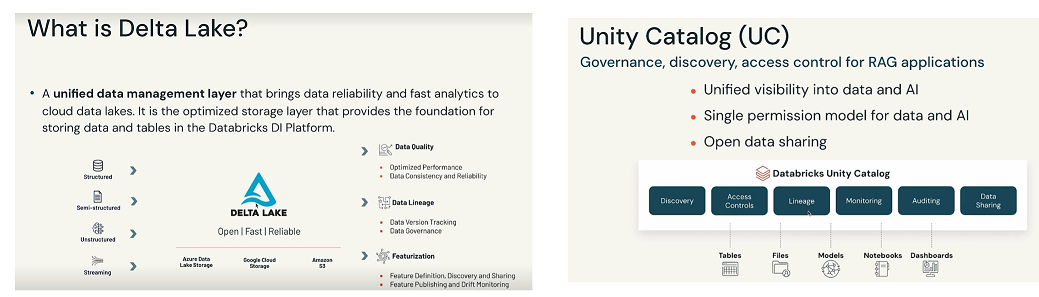 What is Delta Lake?
• A unified data management layer that brings data reliability and fast analytics to
cloud data lakes. It is the optimized storage layer that provides the foundation for
storing data and tables in the Databricks DI Platform.
Structured
Semi-structured
Unstructured
Streaming
DELTA LAKE
Open | Fast | Reliable
Azure Data
Lake Storage
Google Cloud
Storage
Amazon
S3
Data Quality
• Optimized Performance
• Data Consistency and Reliability
Data Lineage
• Data Version Tracking
• Data Governance
Featurization
• Feature Definition, Discovery and Sharing
• Feature Publishing and Drift Monitoring
Unity Catalog (UC)
Governance, discovery, access control for RAG applications
• Unified visibility into data and AI
• Single permission model for data and AI
• Open data sharing
Databricks Unity Catalog
Discovery
Access
Controls
Lineage
Monitoring
Auditing
Data
Sharing
Tables
Files
Models
Notebooks
Dashboards